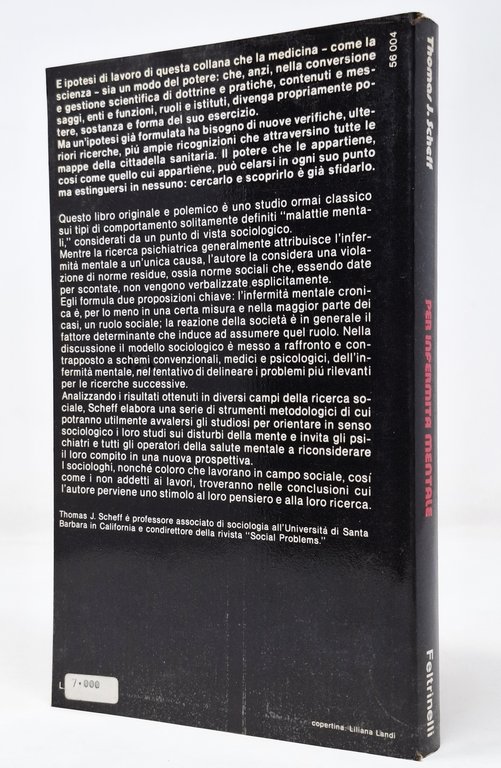 E ipotesi di lavoro di questa collana che la medicina – come la
scienza – sia un modo del potere: che, anzi, nella conversione
e gestione scientifica di dottrine e pratiche, contenuti e mes-
saggi, enti e funzioni, ruoli e istituti, divenga propriamente po-
tere, sostanza e forma del suo esercizio.
Ma un'ipotesi già formulata ha bisogno di nuove verifiche, ulte-
riori ricerche, piú ampie ricognizioni che attraversino tutte le
mappe della cittadella sanitaria. Il potere che le appartiene,
cosí come quello cui appartiene, può celarsi in ogni suo punto
ma estinguersi in nessuno: cercarlo e scoprirlo è già sfidarlo.
Questo libro originale e polemico è uno studio ormai classico
sui tipi di comportamento solitamente definiti "malattie menta-
li," considerati da un punto di vista sociologico.
Mentre la ricerca psichiatrica generalmente attribuisce l'infer-
mità mentale a un'unica causa, l'autore la considera una viola-
zione di norme residue, ossia norme sociali che, essendo date
per scontate, non vengono verbalizzate esplicitamente.
Egli formula due proposizioni chiave: l'infermità mentale croni-
ca è, per lo meno in una certa misura e nella maggior parte dei
casi, un ruolo sociale; la reazione della società è in generale il
fattore determinante che induce ad assumere quel ruolo. Nella
discussione il modello sociologico è messo a raffronto e con-
trapposto a schemi convenzionali, medici e psicologici, dell'in-
fermità mentale, nel tentativo di delineare i problemi piú rilevanti
per le ricerche successive.
Analizzando i risultati ottenuti in diversi campi della ricerca so-
ciale, Scheff elabora una serie di strumenti metodologici di cui
potranno utilmente avvalersi gli studiosi per orientare in senso
sociologico i loro studi sui disturbi della mente e invita gli psi-
chiatri e tutti gli operatori della salute mentale a riconsiderare
il loro compito in una nuova prospettiva.
I sociologhi, nonché coloro che lavorano in campo sociale, cosí
come i non addetti ai lavori, troveranno nelle conclusioni cui
l'autore perviene uno stimolo al loro pensiero e alla loro ricerca.
Thomas J. Scheff è professore associato di sociologia all'Università di Santa
Barbara in California e condirettore della rivista "Social Problems."
L
7.000
copertina: Liliana Landi
56 004
Thomas J. Scheff
PER INFERMITÀ MENTALE
Feltrinelli